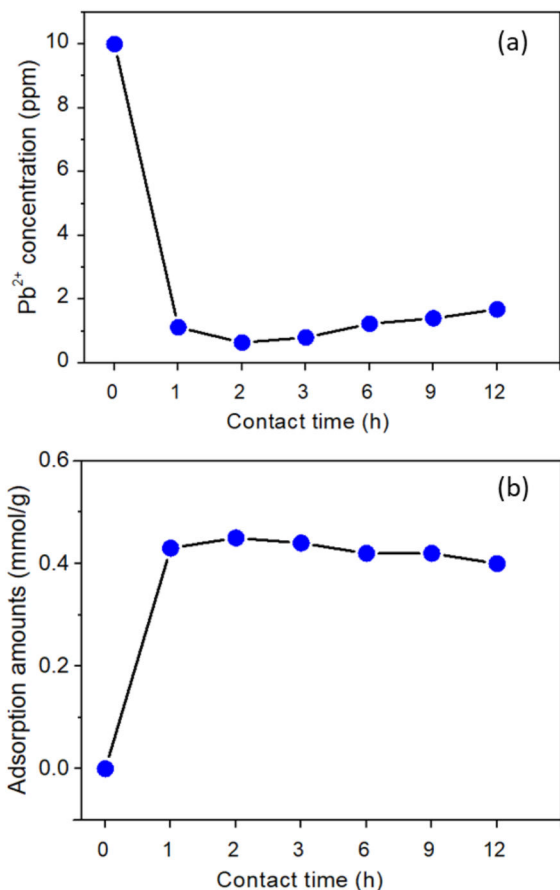 (a)
Pb²⁺ concentration (ppm)
10
8
6
4
2
0
0 1 2 3 6 9 12
Contact time (h)
(b)
Adsorption amounts (mmol/g)
0.6
0.4
0.2
0.0
0 1 2 3 6 9 12
Contact time (h)